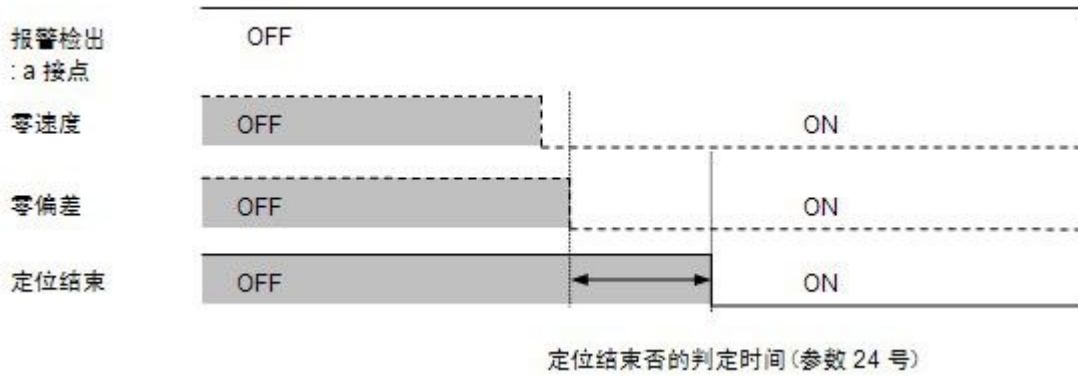 报警检出 OFF
:a 接点
零速度 OFF ON
零偏差 OFF ON
定位结束 OFF ON
定位结束否的判定时间(参数 24 号)